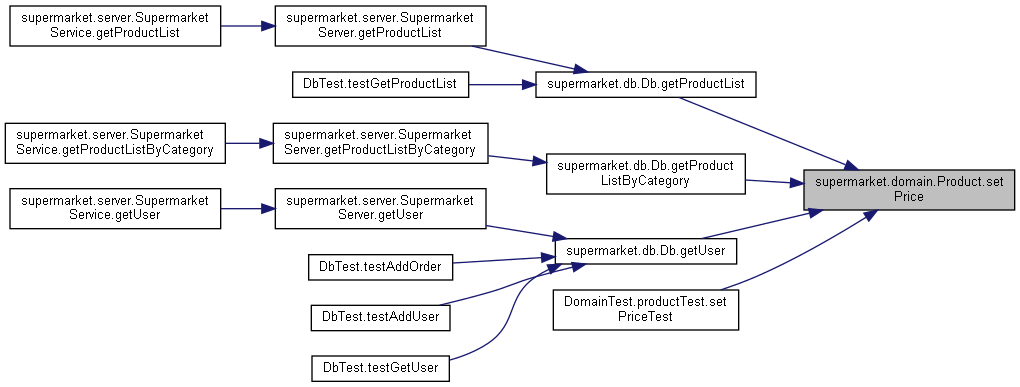 supermarket.server.Supermarket
Service.getProductList
supermarket.server.Supermarket
Server.getProductList
DbTest.testGetProductList
supermarket.db.Db.getProductList
supermarket.server.Supermarket
Service.getProductListByCategory
supermarket.server.Supermarket
Server.getProductListByCategory
supermarket.db.Db.getProduct
ListByCategory
supermarket.domain.Product.set
Price
supermarket.server.Supermarket
Service.getUser
supermarket.server.Supermarket
Server.getUser
supermarket.db.Db.getUser
DbTest.testAddOrder
DomainTest.productTest.set
PriceTest
DbTest.testAddUser
DbTest.testGetUser